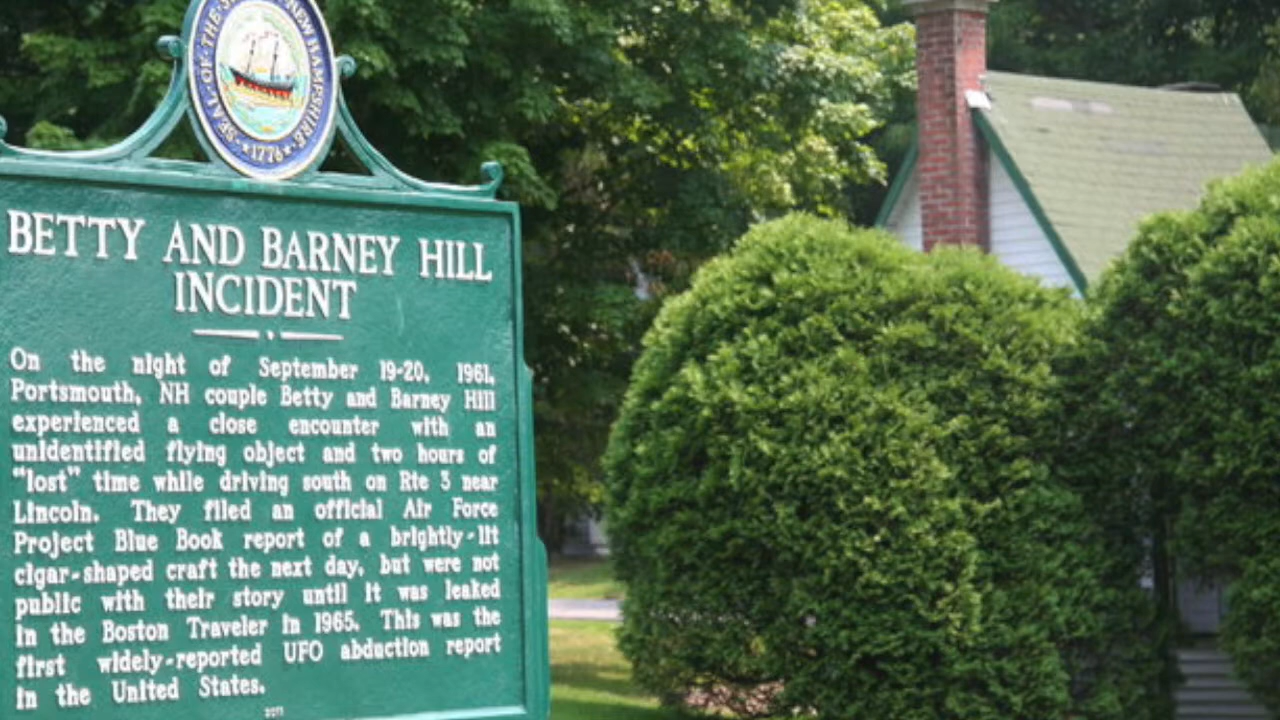 SEAL · OF · THE · STATE · OF · NEW HAMPSHIRE
★ 1776 ★
BETTY AND BARNEY HILL
INCIDENT
On the night of September 19-20, 1961,
Portsmouth, NH couple Betty and Barney Hill
experienced a close encounter with an
unidentified flying object and two hours of
"lost" time while driving south on Rte 3 near
Lincoln. They filed an official Air Force
Project Blue Book report of a brightly-lit
cigar-shaped craft the next day, but were not
public with their story until it was leaked
in the Boston Traveler in 1965. This was the
first widely-reported UFO abduction report
in the United States.
2011